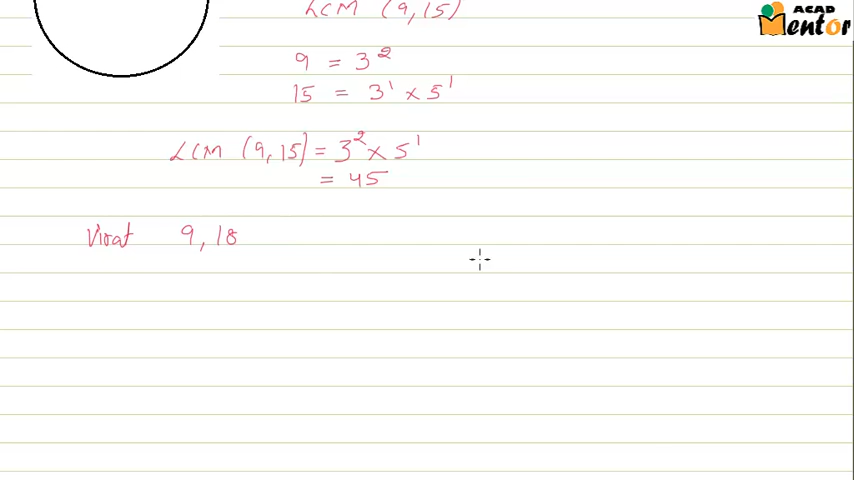 LCM (9,15)
ACAD
Mentor
9 = 3²
15 = 3¹ × 5¹
LCM (9,15) = 3² × 5¹
= 45
Virat 9, 18